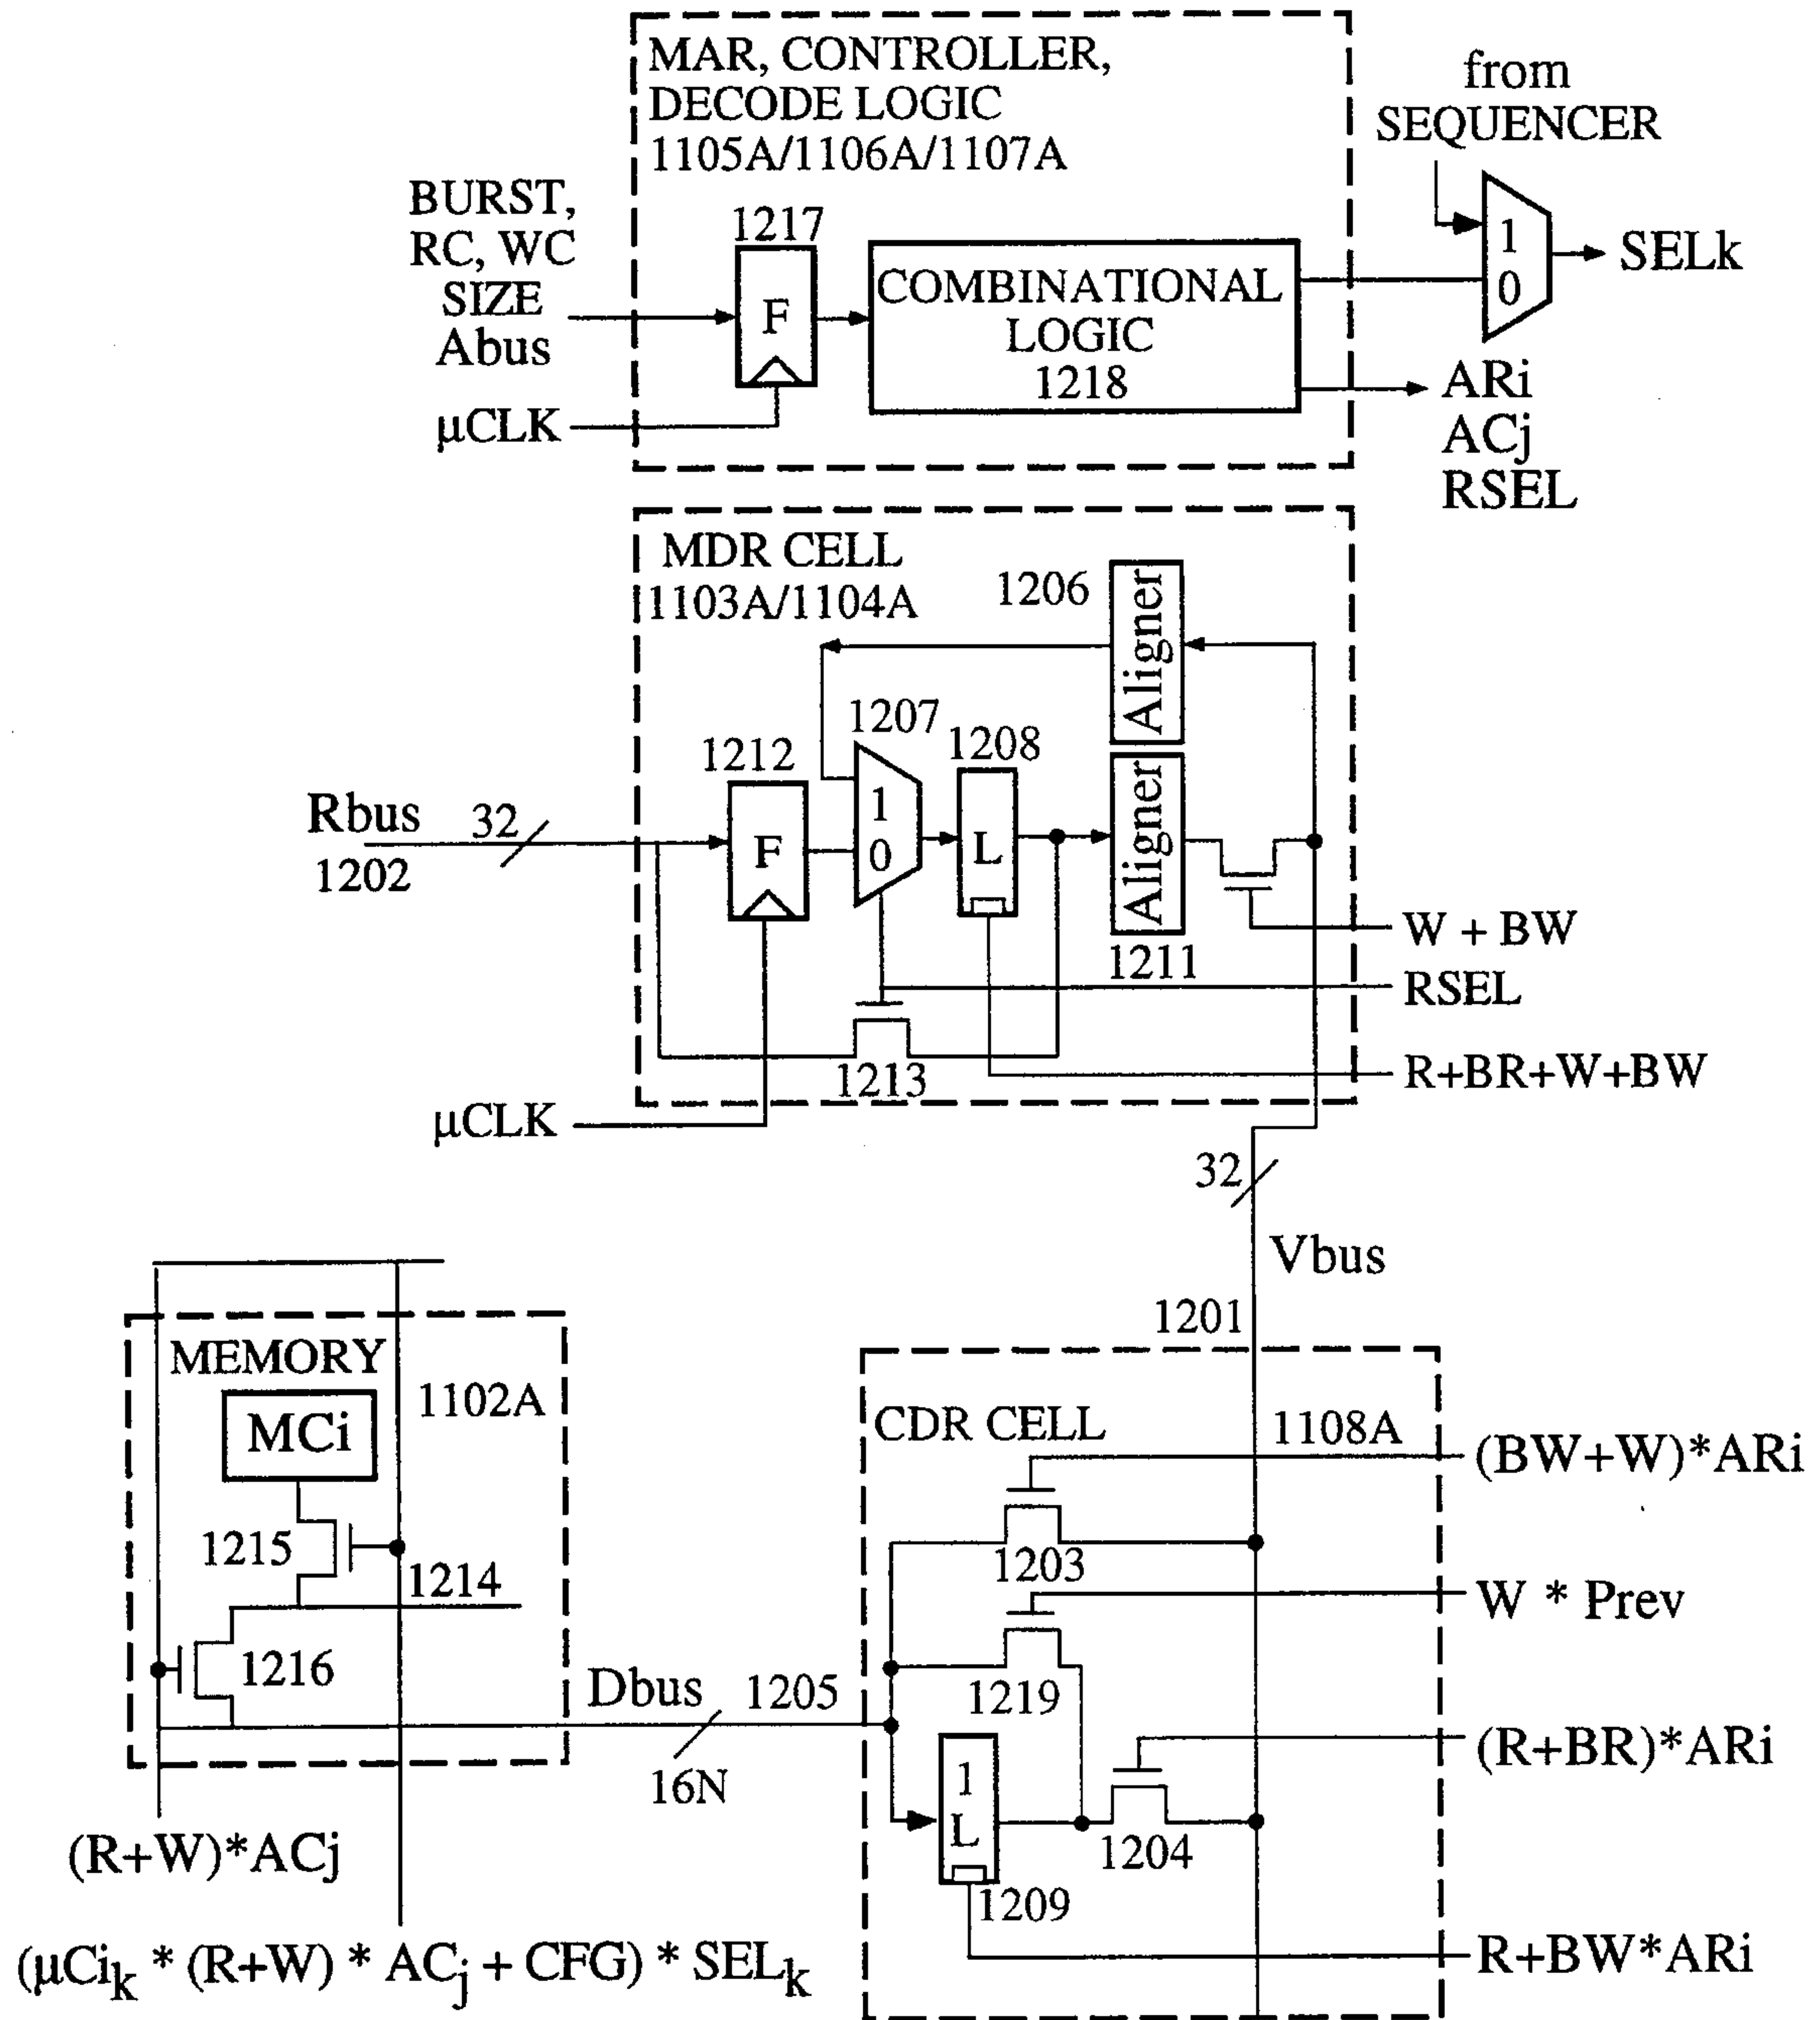 MAR, CONTROLLER,
DECODE LOGIC
1105A/1106A/1107A
from
SEQUENCER
BURST,
RC, WC
SIZE
Abus
1217
F
COMBINATIONAL
LOGIC
1218
1
0
SELk
µCLK
ARi
ACj
RSEL
MDR CELL
1103A/1104A
1206
Aligner
1207
1208
1212
Rbus
32
1202
F
1
0
L
Aligner
1211
W + BW
RSEL
1213
R+BR+W+BW
µCLK
32
Vbus
1201
MEMORY
1102A
MCi
1215
1214
1216
Dbus
1205
16N
(R+W)*ACj
(µCik * (R+W) * ACj + CFG) * SELk
CDR CELL
1108A
(BW+W)*ARi
1203
W * Prev
1219
(R+BR)*ARi
1
L
1204
1209
R+BW*ARi